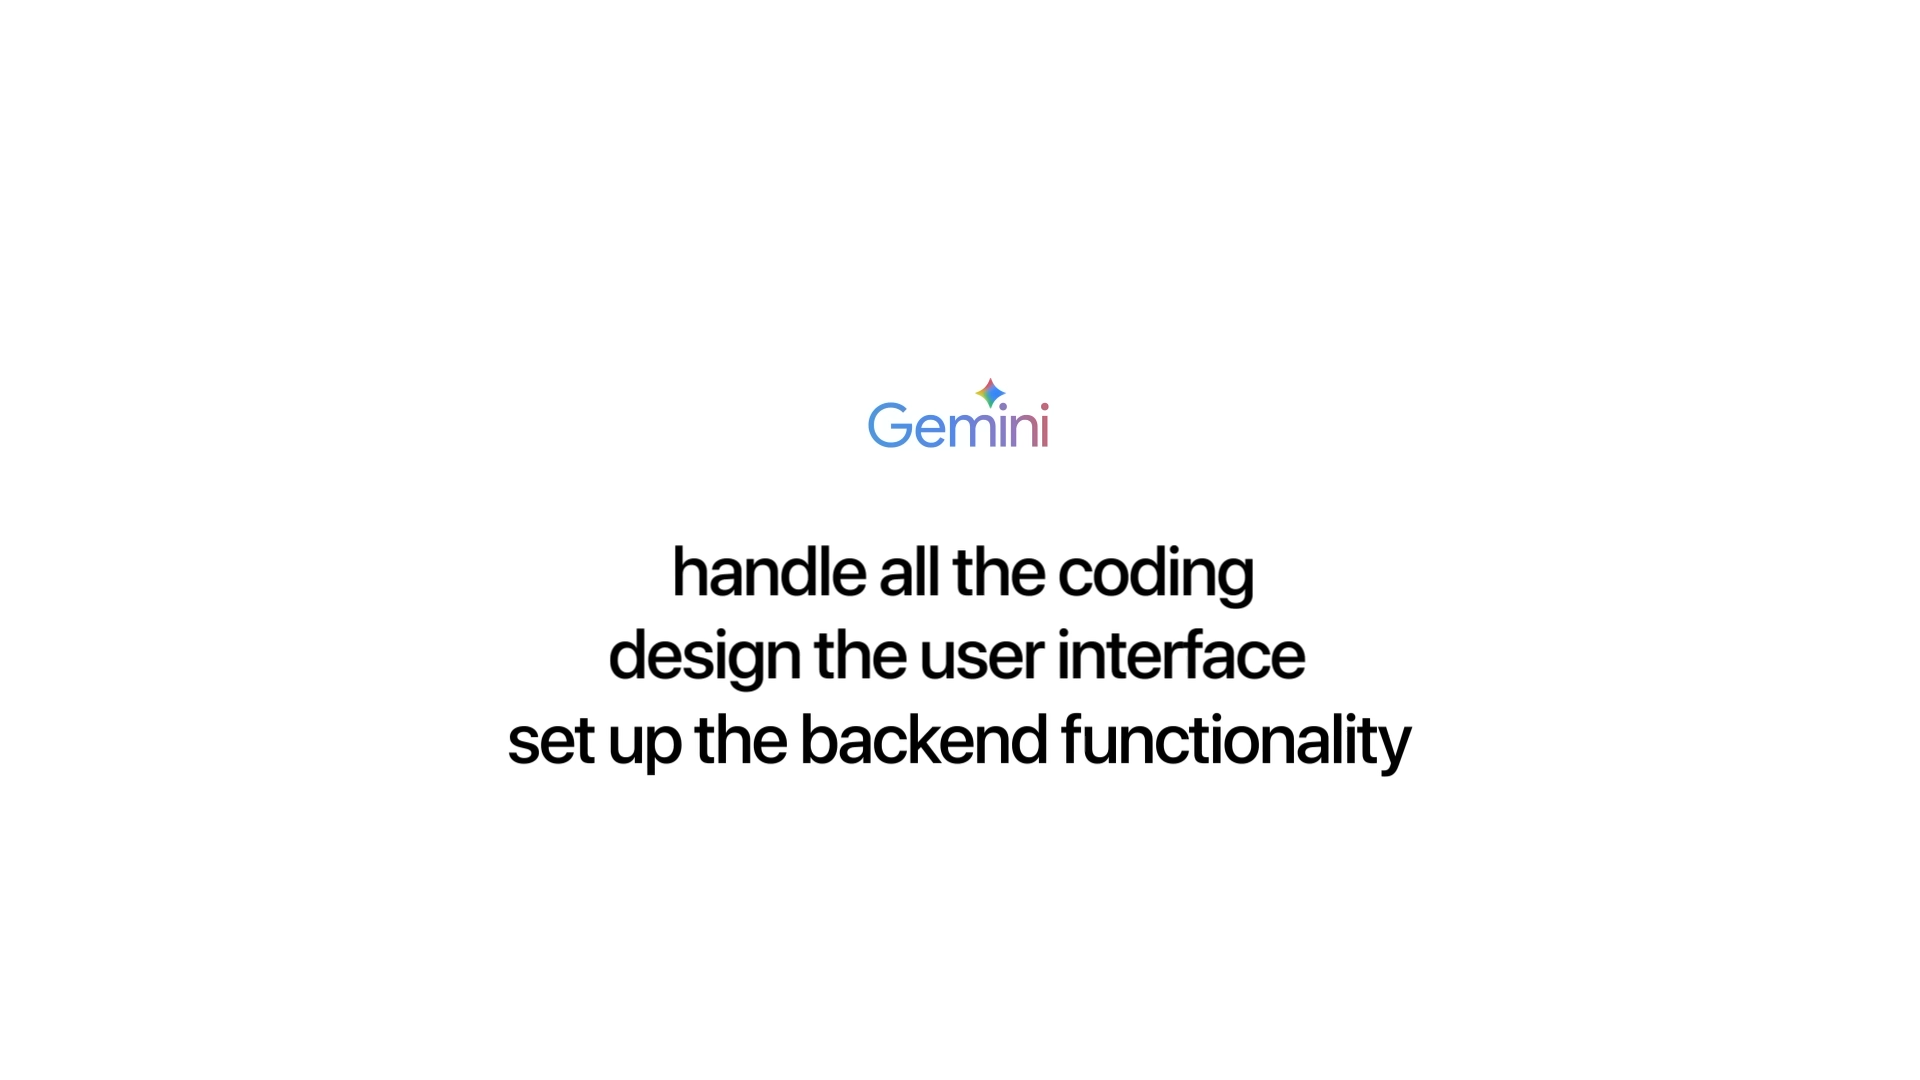 Gemini
handle all the coding
design the user interface
set up the backend functionality